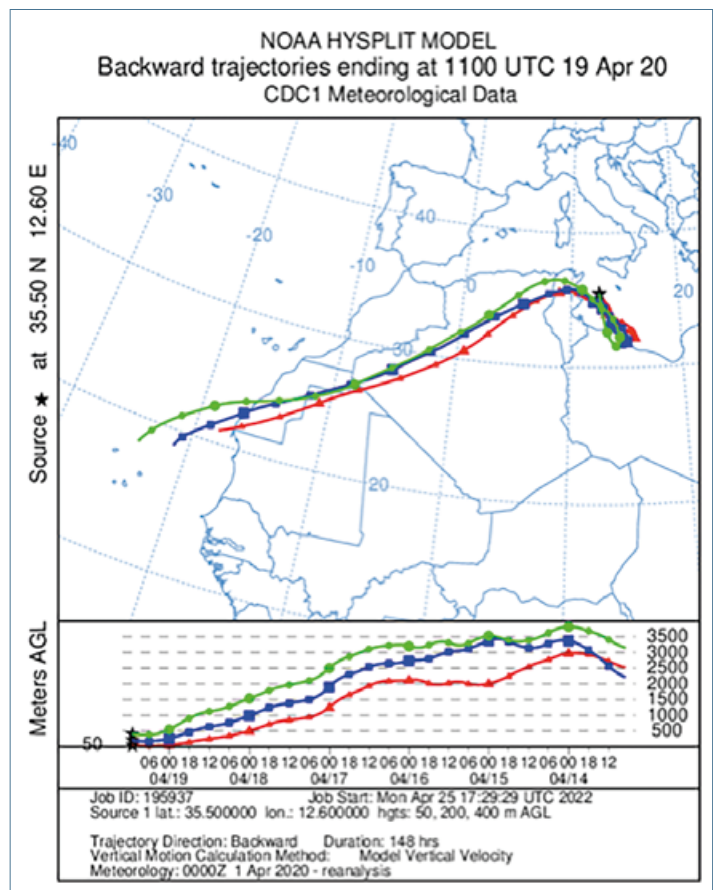 NOAA HYSPLIT MODEL
Backward trajectories ending at 1100 UTC 19 Apr 20
CDC1 Meteorological Data
Source ★ at 35.50 N 12.60 E
-40
-30
-20
-10
0
40
30
20
20
Meters AGL
3500
3000
2500
2000
1500
1000
500
50
06 00 18 12 06 00 18 12 06 00 18 12 06 00 18 12 06 00 18 12 06 00 18 12
04/19 04/18 04/17 04/16 04/15 04/14
Job ID: 195937 Job Start: Mon Apr 25 17:29:29 UTC 2022
Source 1 lat.: 35.500000 lon.: 12.600000 hgts: 50, 200, 400 m AGL
Trajectory Direction: Backward Duration: 148 hrs
Vertical Motion Calculation Method: Model Vertical Velocity
Meteorology: 0000Z 1 Apr 2020 - reanalysis